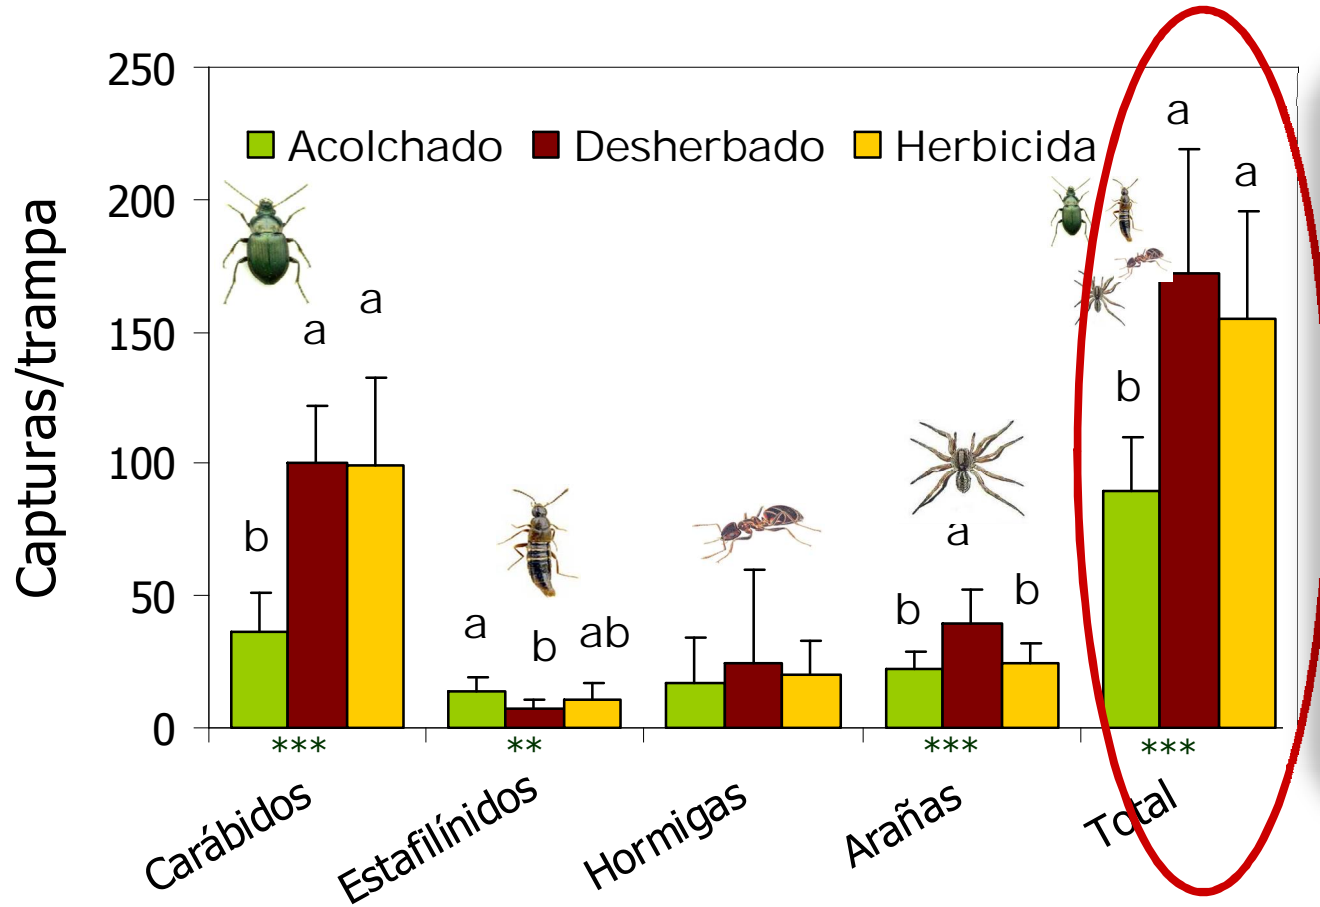 250
200
150
100
50
0
Capturas/trampa
Acolchado Desherbado Herbicida
b a a
a b ab
b a b
b a a
*** ** *** ***
Carábidos Estafilínidos Hormigas Arañas Total